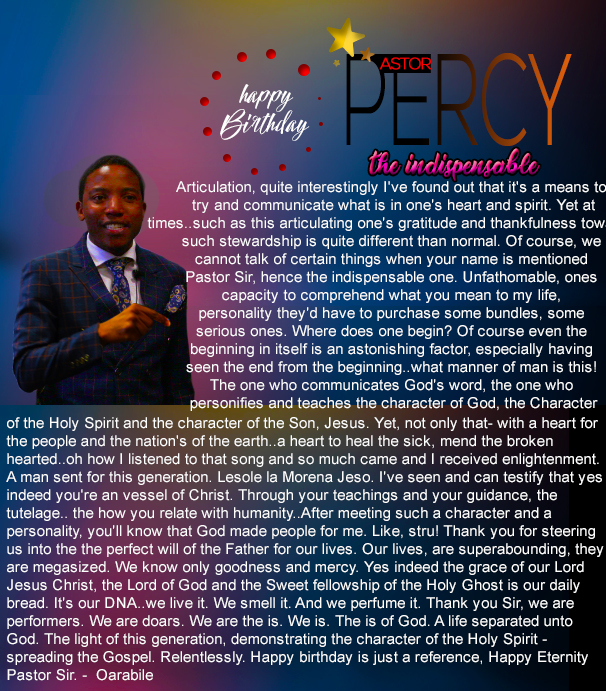 happy
Birthday
ASTOR
PERCY
the indispensable
Articulation, quite interestingly I've found out that it's a means to
try and communicate what is in one's heart and spirit. Yet at
times..such as this articulating one's gratitude and thankfulness tow
such stewardship is quite different than normal. Of course, we
cannot talk of certain things when your name is mentioned
Pastor Sir, hence the indispensable one. Unfathomable, ones
capacity to comprehend what you mean to my life,
personality they'd have to purchase some bundles, some
serious ones. Where does one begin? Of course even the
beginning in itself is an astonishing factor, especially having
seen the end from the beginning..what manner of man is this!
The one who communicates God's word, the one who
personifies and teaches the character of God, the Character
of the Holy Spirit and the character of the Son, Jesus. Yet, not only that- with a heart for
the people and the nation's of the earth..a heart to heal the sick, mend the broken
hearted..oh how I listened to that song and so much came and I received enlightenment.
A man sent for this generation. Lesole la Morena Jeso. I've seen and can testify that yes
indeed you're an vessel of Christ. Through your teachings and your guidance, the
tutelage.. the how you relate with humanity..After meeting such a character and a
personality, you'll know that God made people for me. Like, stru! Thank you for steering
us into the the perfect will of the Father for our lives. Our lives, are superabounding, they
are megasized. We know only goodness and mercy. Yes indeed the grace of our Lord
Jesus Christ, the Lord of God and the Sweet fellowship of the Holy Ghost is our daily
bread. It's our DNA..we live it. We smell it. And we perfume it. Thank you Sir, we are
performers. We are doars. We are the is. We is. The is of God. A life separated unto
God. The light of this generation, demonstrating the character of the Holy Spirit -
spreading the Gospel. Relentlessly. Happy birthday is just a reference, Happy Eternity
Pastor Sir. - Oarabile